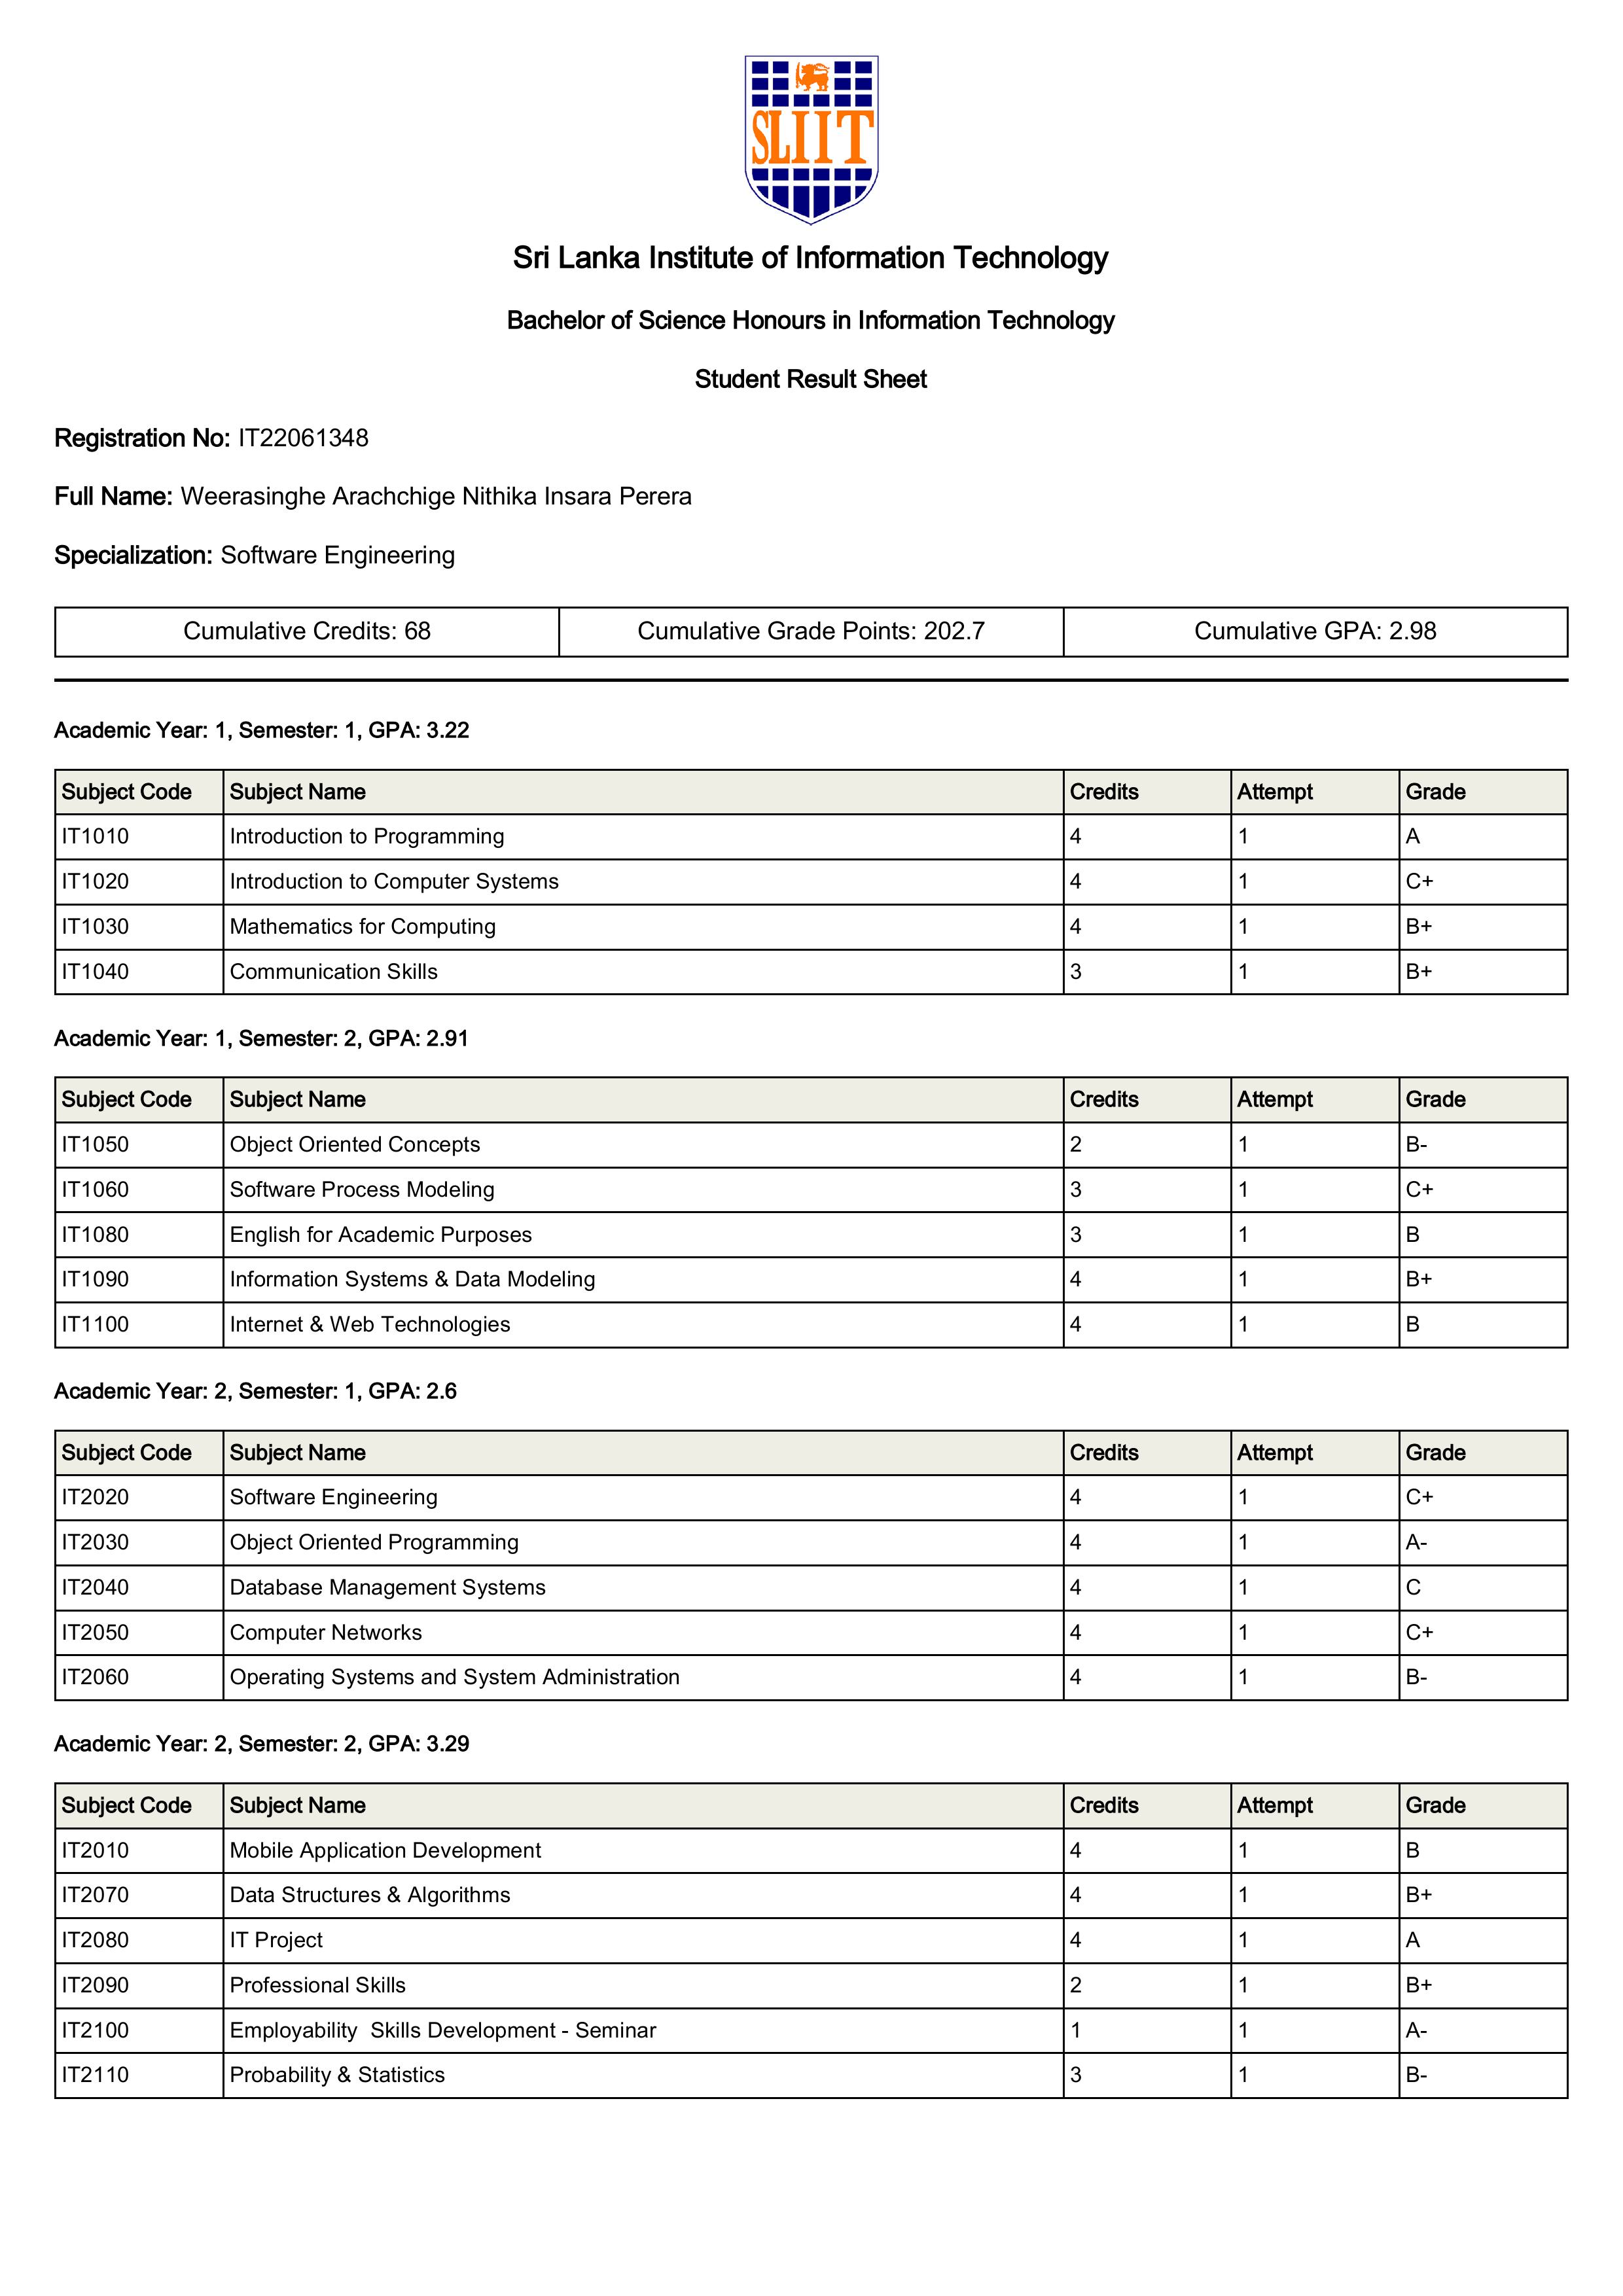 SLIIT
Sri Lanka Institute of Information Technology
Bachelor of Science Honours in Information Technology
Student Result Sheet
Registration No: IT22061348
Full Name: Weerasinghe Arachchige Nithika Insara Perera
Specialization: Software Engineering
Cumulative Credits: 68 Cumulative Grade Points: 202.7 Cumulative GPA: 2.98
Academic Year: 1, Semester: 1, GPA: 3.22
Subject Code Subject Name Credits Attempt Grade
IT1010 Introduction to Programming 4 1 A
IT1020 Introduction to Computer Systems 4 1 C+
IT1030 Mathematics for Computing 4 1 B+
IT1040 Communication Skills 3 1 B+
Academic Year: 1, Semester: 2, GPA: 2.91
Subject Code Subject Name Credits Attempt Grade
IT1050 Object Oriented Concepts 2 1 B-
IT1060 Software Process Modeling 3 1 C+
IT1080 English for Academic Purposes 3 1 B
IT1090 Information Systems & Data Modeling 4 1 B+
IT1100 Internet & Web Technologies 4 1 B
Academic Year: 2, Semester: 1, GPA: 2.6
Subject Code Subject Name Credits Attempt Grade
IT2020 Software Engineering 4 1 C+
IT2030 Object Oriented Programming 4 1 A-
IT2040 Database Management Systems 4 1 C
IT2050 Computer Networks 4 1 C+
IT2060 Operating Systems and System Administration 4 1 B-
Academic Year: 2, Semester: 2, GPA: 3.29
Subject Code Subject Name Credits Attempt Grade
IT2010 Mobile Application Development 4 1 B
IT2070 Data Structures & Algorithms 4 1 B+
IT2080 IT Project 4 1 A
IT2090 Professional Skills 2 1 B+
IT2100 Employability  Skills Development - Seminar 1 1 A-
IT2110 Probability & Statistics 3 1 B-